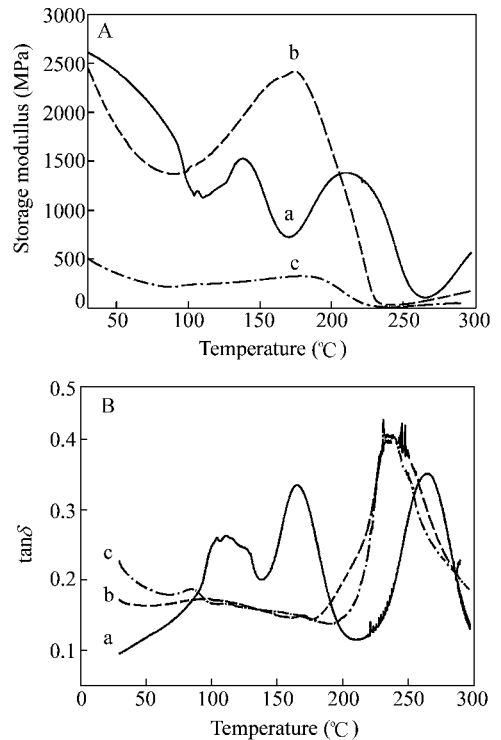 3000
A
2500
b
2000
1500
1000
a
500
c
0
50
100
150
200
250
300
Storage modullus (MPa)
Temperature (℃)
0.5
B
0.4
0.3
c
0.2
b
a
0.1
0
50
100
150
200
250
300
tanδ
Temperature (℃)